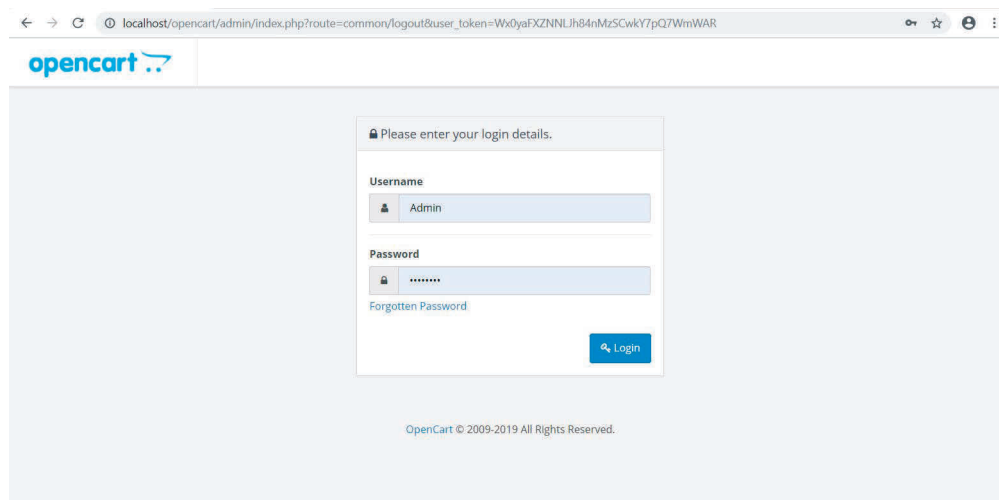 localhost/opencart/admin/index.php?route=common/logout&user_token=Wx0yaFXZNNLJh84nMzSCwkY7pQ7WmWAR
opencart
Please enter your login details.
Username
Admin
Password
••••••••
Forgotten Password
Login
OpenCart © 2009-2019 All Rights Reserved.